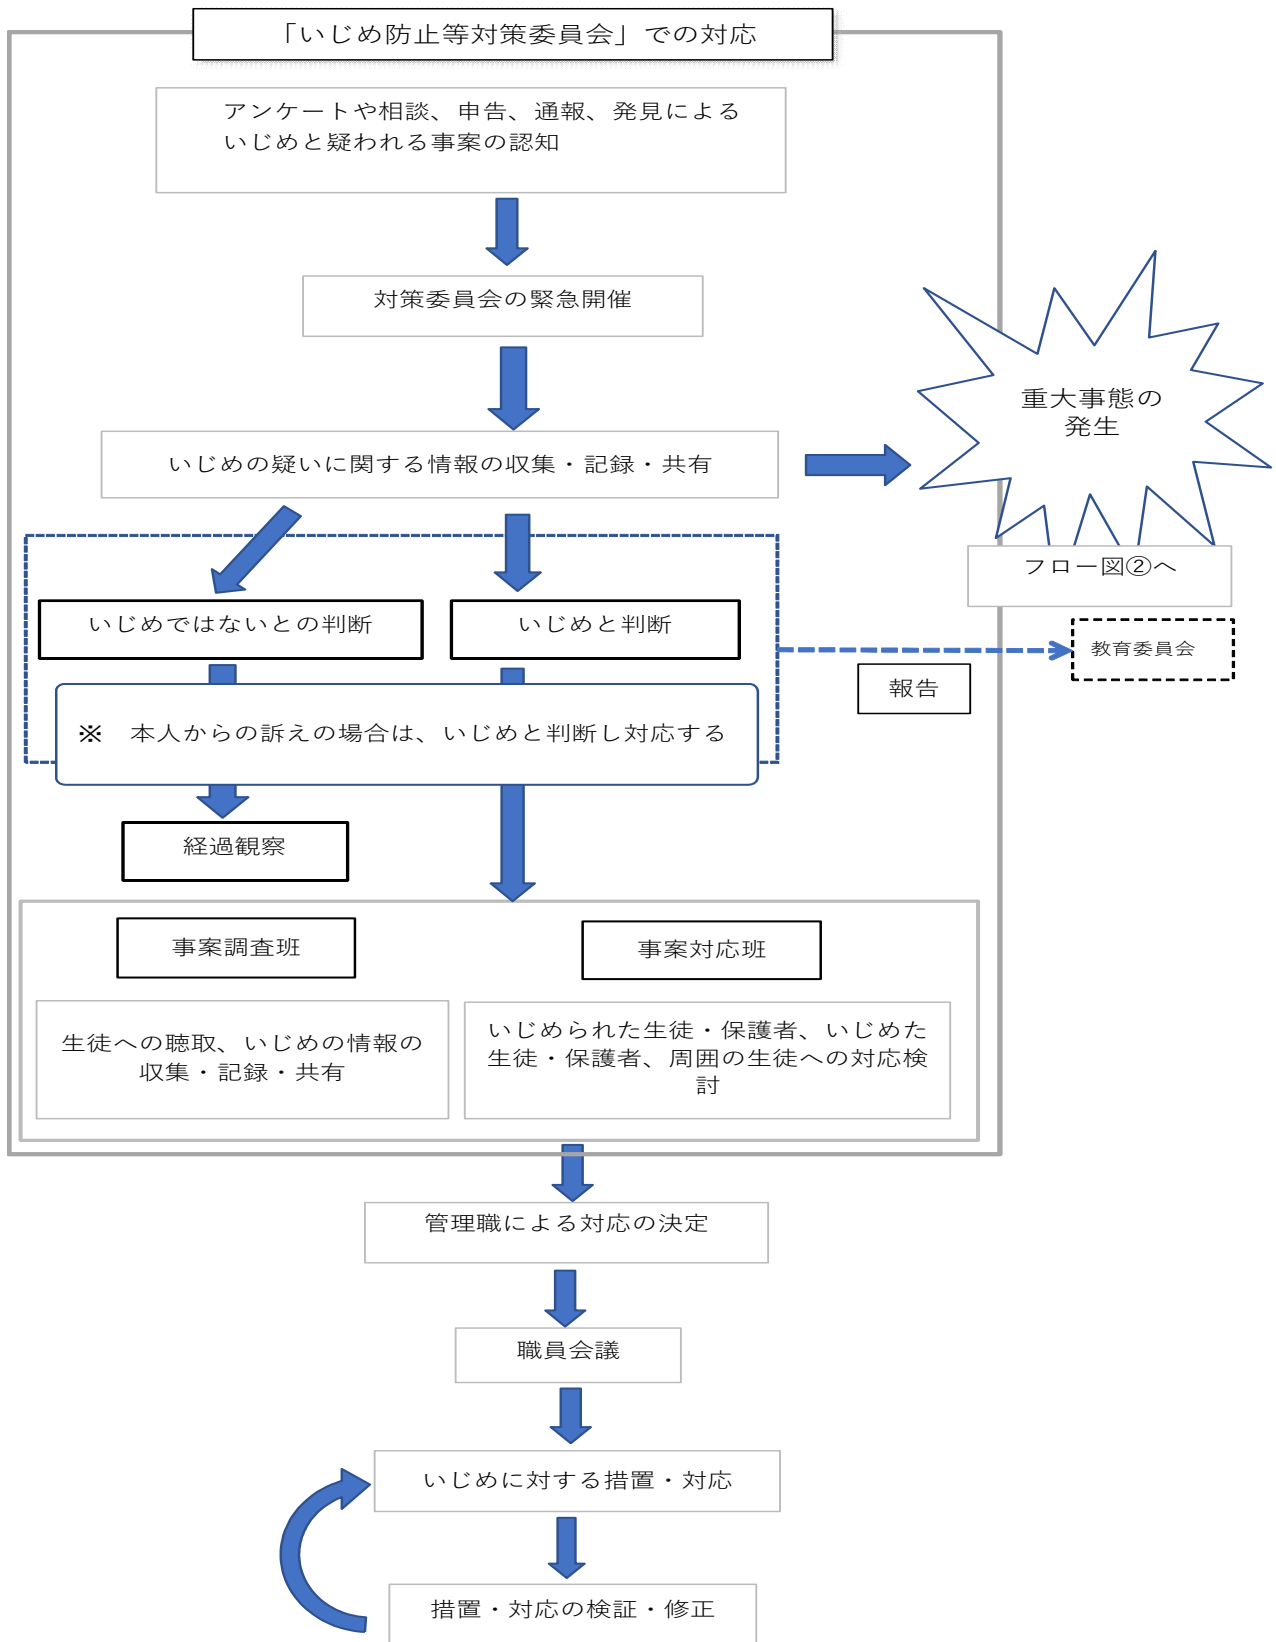 「いじめ防止等対策委員会」での対応
アンケートや相談、申告、通報、発見による
いじめと疑われる事案の認知
対策委員会の緊急開催
重大事態の
発生
いじめの疑いに関する情報の収集・記録・共有
フロー図②へ
いじめではないとの判断
いじめと判断
教育委員会
報告
※　本人からの訴えの場合は、いじめと判断し対応する
経過観察
事案調査班
事案対応班
生徒への聴取、いじめの情報の
収集・記録・共有
いじめられた生徒・保護者、いじめた
生徒・保護者、周囲の生徒への対応検
討
管理職による対応の決定
職員会議
いじめに対する措置・対応
措置・対応の検証・修正